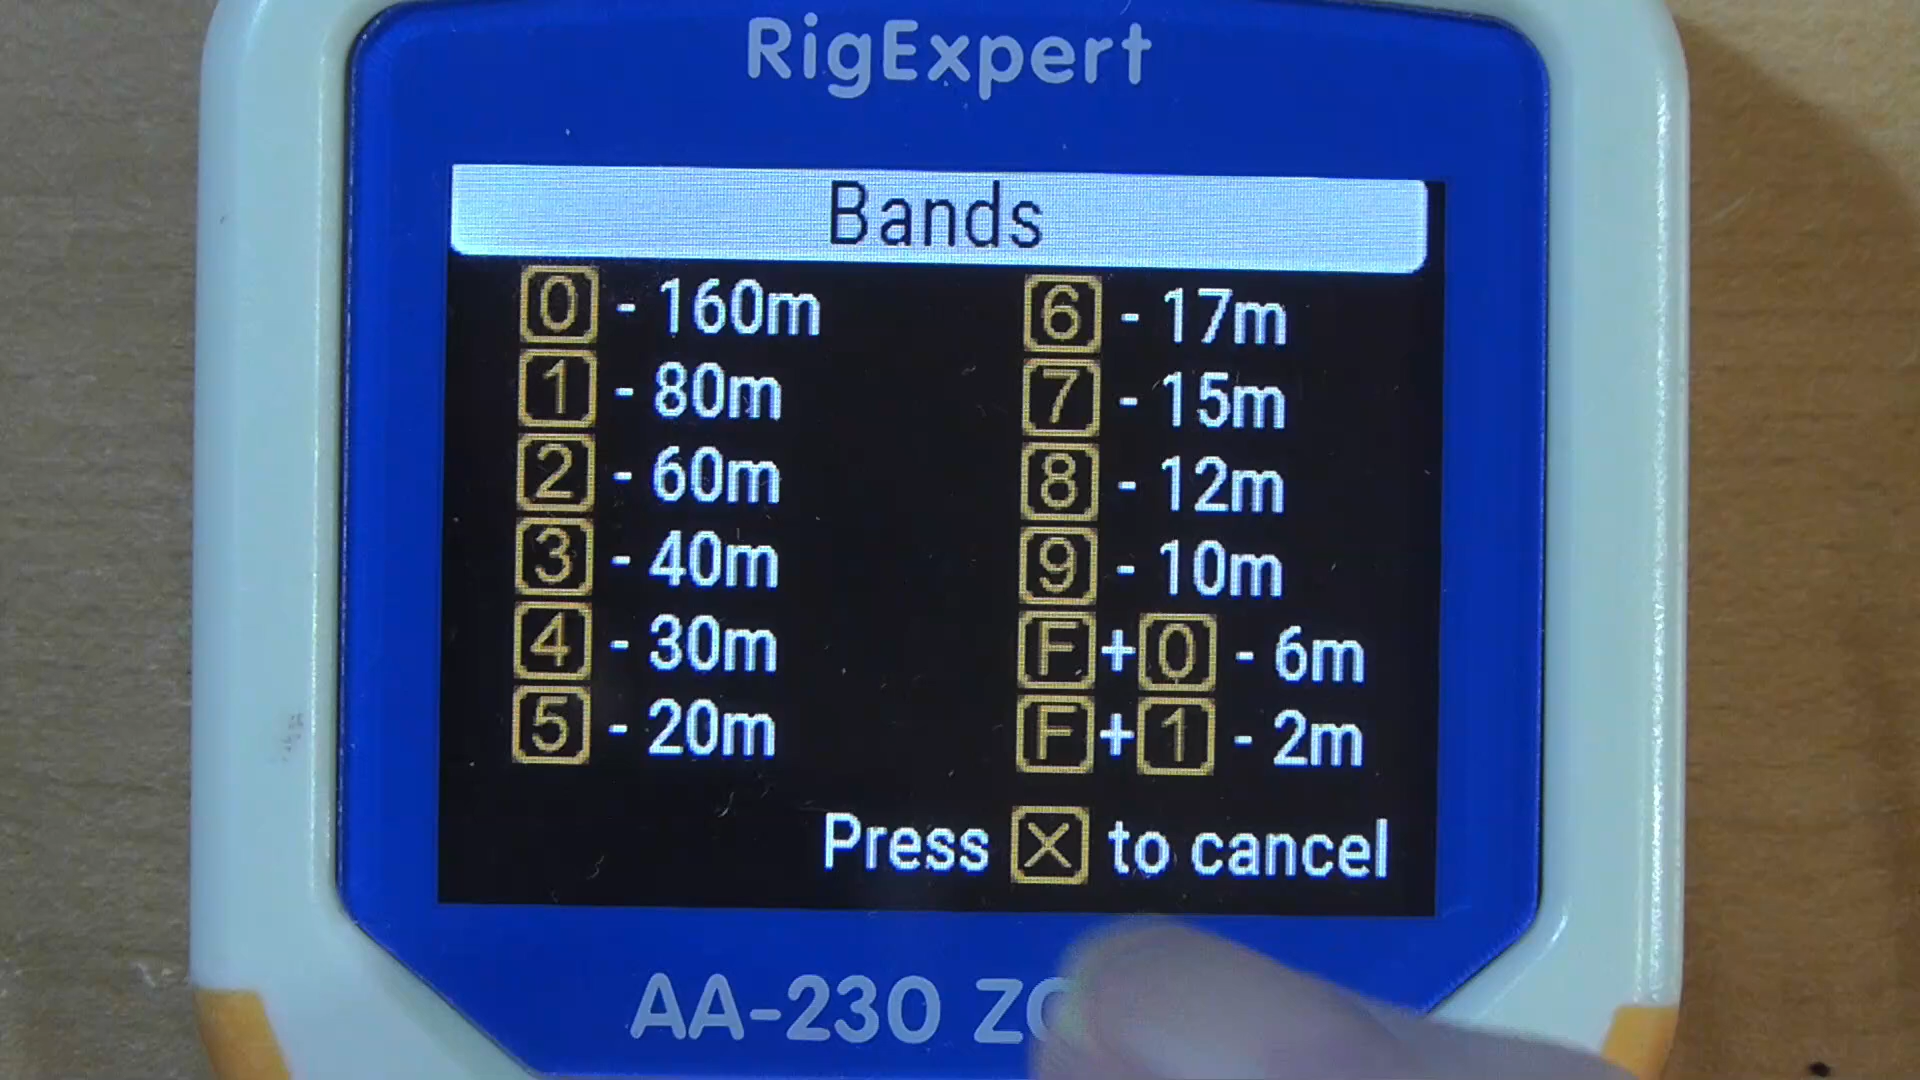 RigExpert
Bands
0 - 160m
1 - 80m
2 - 60m
3 - 40m
4 - 30m
5 - 20m
6 - 17m
7 - 15m
8 - 12m
9 - 10m
F+0 - 6m
F+1 - 2m
Press X to cancel
AA-230